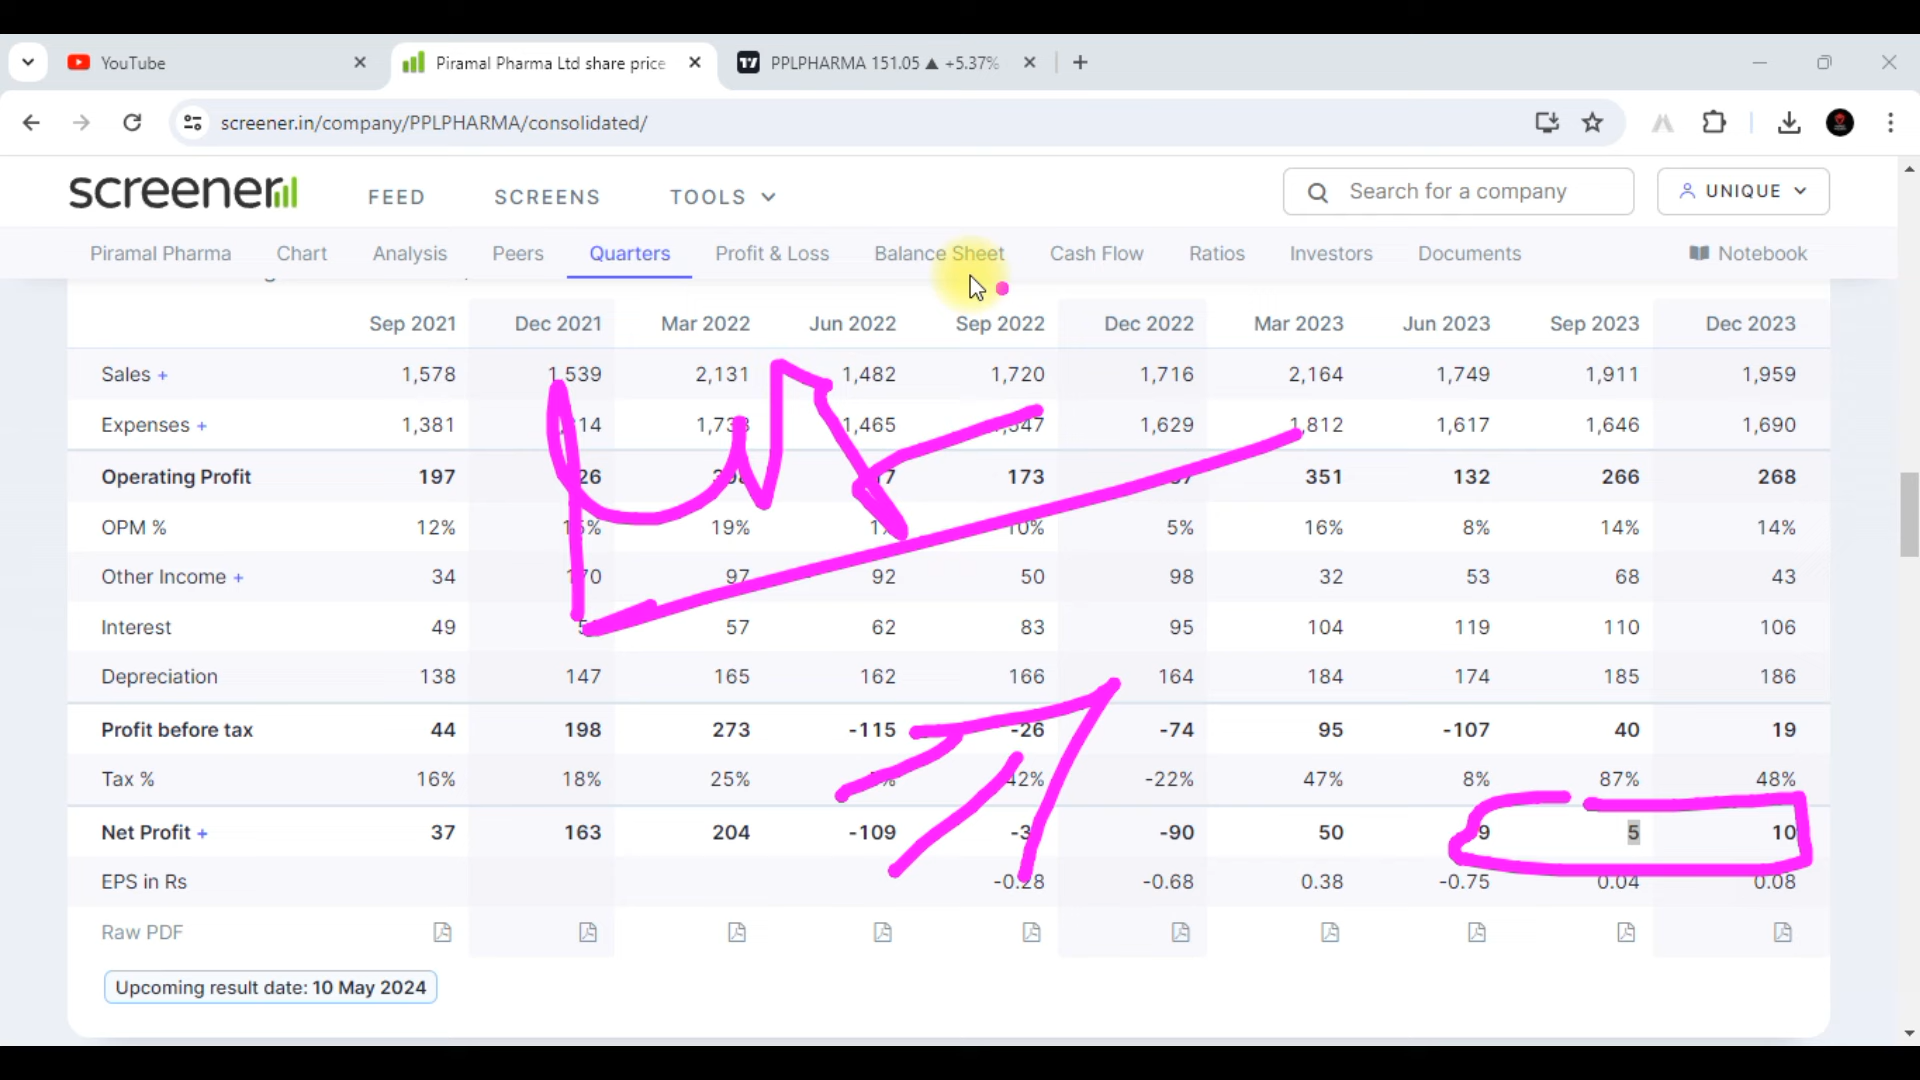 YouTube Piramal Pharma Ltd share price PPLPHARMA 151.05 ▲ +5.37%
screener.in/company/PPLPHARMA/consolidated/
screener FEED SCREENS TOOLS Search for a company UNIQUE
Piramal Pharma Chart Analysis Peers Quarters Profit & Loss Balance Sheet Cash Flow Ratios Investors Documents Notebook
Sep 2021 Dec 2021 Mar 2022 Jun 2022 Sep 2022 Dec 2022 Mar 2023 Jun 2023 Sep 2023 Dec 2023
Sales + 1,578 1,539 2,131 1,482 1,720 1,716 2,164 1,749 1,911 1,959
Expenses + 1,381 1,465 1,629 1,812 1,617 1,646 1,690
Operating Profit 197 173 351 132 266 268
OPM % 12% 19% 10% 5% 16% 8% 14% 14%
Other Income + 34 97 92 50 98 32 53 68 43
Interest 49 57 62 83 95 104 119 110 106
Depreciation 138 147 165 162 166 164 184 174 185 186
Profit before tax 44 198 273 -115 -26 -74 95 -107 40 19
Tax % 16% 18% 25% -22% 47% 8% 87% 48%
Net Profit + 37 163 204 -109 -90 50 5 10
EPS in Rs -0.28 -0.68 0.38 -0.75 0.04 0.08
Raw PDF
Upcoming result date: 10 May 2024